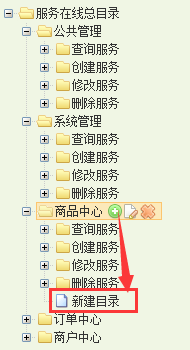 服务在线总目录
公共管理
查询服务
创建服务
修改服务
删除服务
系统管理
查询服务
创建服务
修改服务
删除服务
商品中心
查询服务
创建服务
修改服务
删除服务
新建目录
订单中心
商户中心